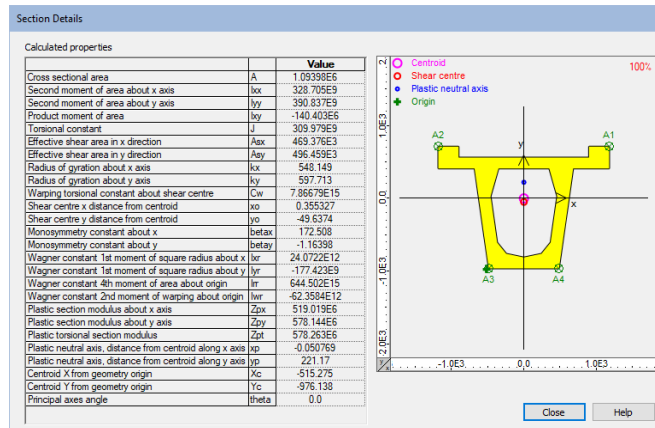 Section Details
Calculated properties
Value
Cross sectional area A 1.09398E6
Second moment of area about x axis Ixx 328.705E9
Second moment of area about y axis Iyy 390.837E9
Product moment of area Ixy -140.403E6
Torsional constant J 309.979E9
Effective shear area in x direction Asx 469.376E3
Effective shear area in y direction Asy 496.459E3
Radius of gyration about x axis kx 548.149
Radius of gyration about y axis ky 597.713
Warping torsional constant about shear centre Cw 7.86679E15
Shear centre x distance from centroid xo 0.355327
Shear centre y distance from centroid yo -49.6374
Monosymmetry constant about x betax 172.508
Monosymmetry constant about y betay -1.16398
Wagner constant 1st moment of square radius about x Ixr 24.0722E12
Wagner constant 1st moment of square radius about y Iyr -177.423E9
Wagner constant 4th moment of area about origin Irr 644.502E15
Wagner constant 2nd moment of warping about origin Iwr -62.3584E12
Plastic section modulus about x axis Zpx 519.019E6
Plastic section modulus about y axis Zpy 578.144E6
Plastic torsional section modulus Zpt 578.263E6
Plastic neutral axis, distance from centroid along x axis xp -0.050769
Plastic neutral axis, distance from centroid along y axis yp 221.17
Centroid X from geometry origin Xc -515.275
Centroid Y from geometry origin Yc -976.138
Principal axes angle theta 0.0
Centroid
Shear centre
Plastic neutral axis
Origin
100%
2.
1.0E3
0.0
-1.0E3
2.0E3
A2
A1
y
x
A3
A4
-1.0E3
0.0
1.0E3
Close
Help